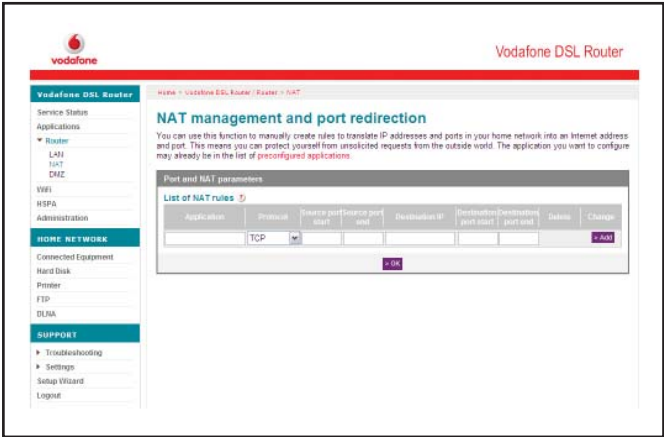 vodafone
Vodafone DSL Router
Home > Vodafone DSL Router / Router > NAT
Vodafone DSL Router
Service Status
Applications
Router
LAN
NAT
DMZ
WiFi
HSPA
Administration
HOME NETWORK
Connected Equipment
Hard Disk
Printer
FTP
DLNA
SUPPORT
Troubleshooting
Settings
Setup Wizard
Logout
NAT management and port redirection
You can use this function to manually create rules to translate IP addresses and ports in your home network into an Internet address
and port. This means you can protect yourself from unsolicited requests from the outside world. The application you want to configure
may already be in the list of preconfigured applications.
Port and NAT parameters
List of NAT rules ?
Application Protocol Source port start Source port end Destination IP Destination port start Destination port end Delete Change
TCP » Add
» OK